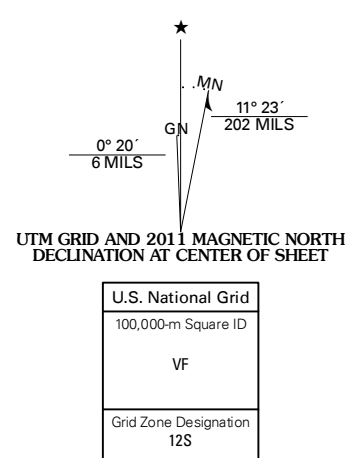 ★
MN
GN
11° 23´
202 MILS
0° 20´
6 MILS
UTM GRID AND 2011 MAGNETIC NORTH
DECLINATION AT CENTER OF SHEET
U.S. National Grid
100,000-m Square ID
VF
Grid Zone Designation
12S